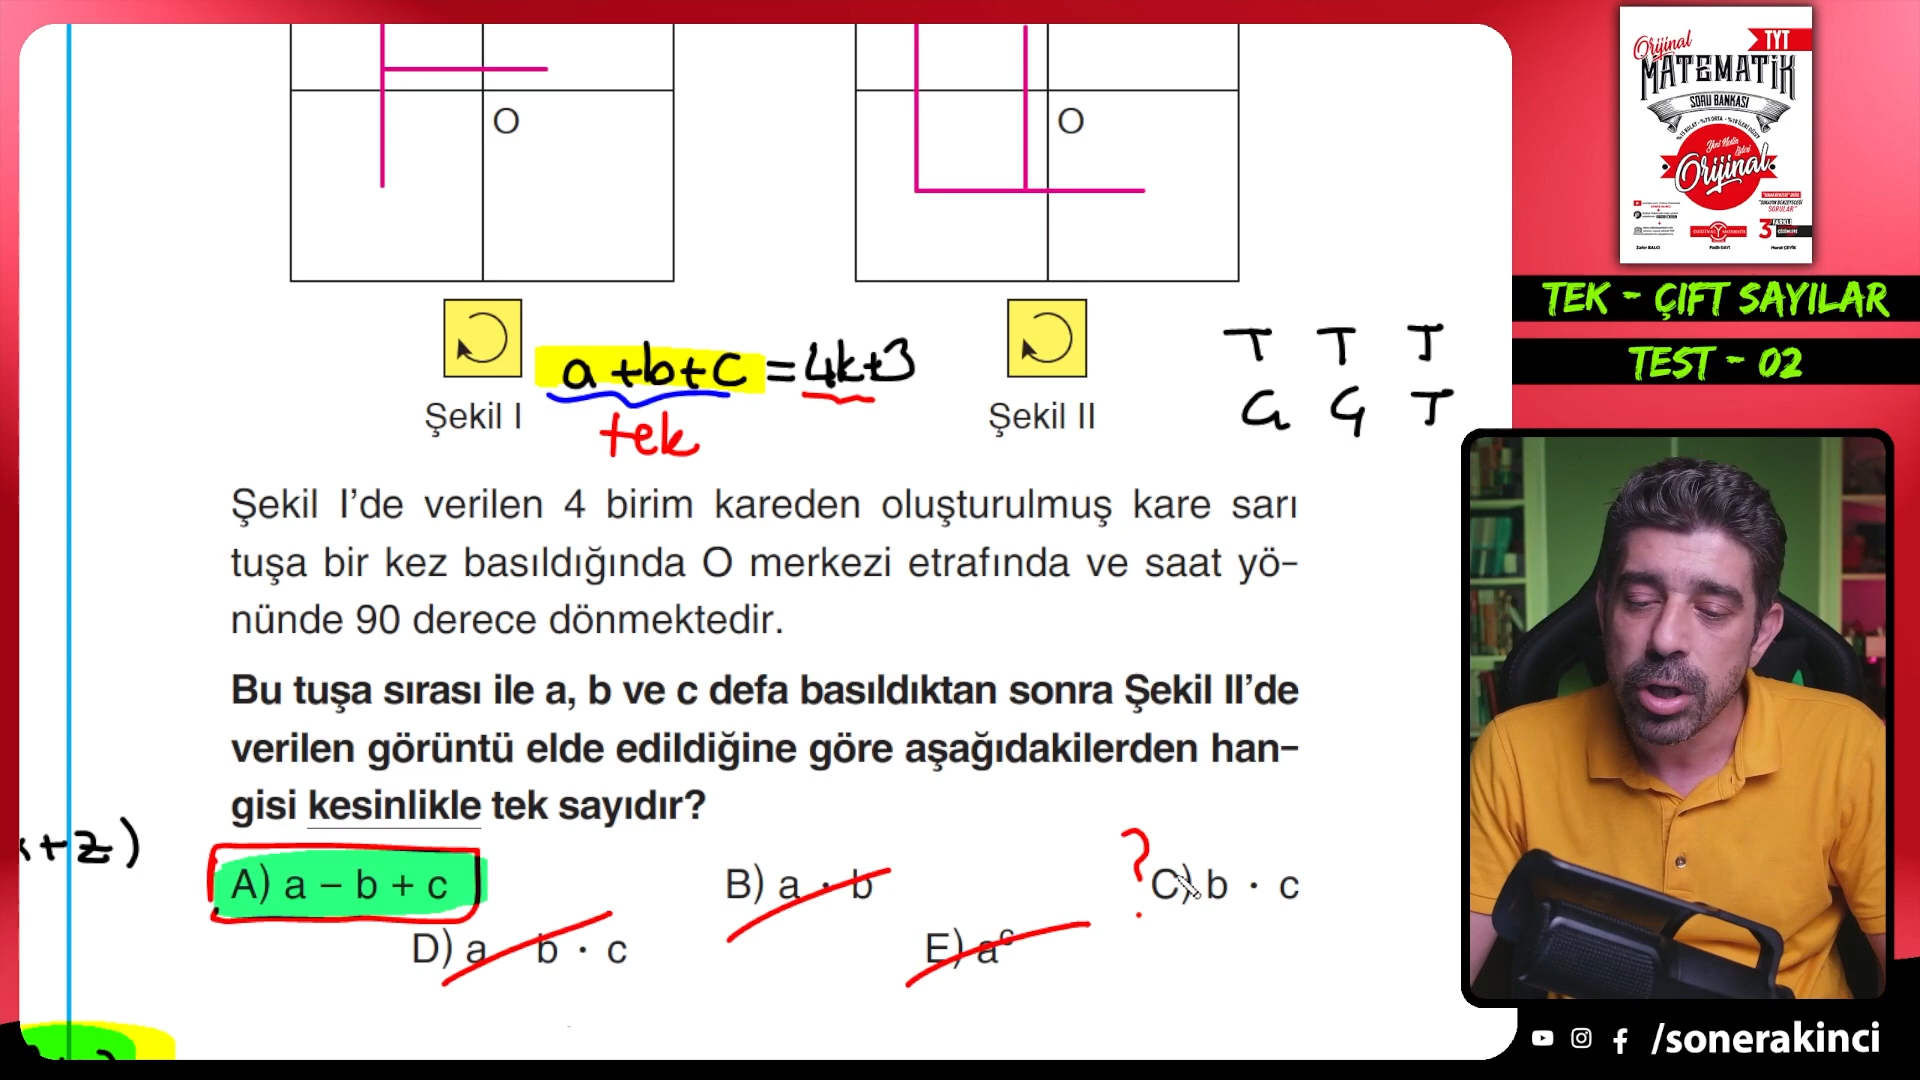 O
O
a+b+c=4k+3
tek
T T T
Ç Ç T
Şekil I
Şekil II
Şekil I’de verilen 4 birim kareden oluşturulmuş kare sarı
tuşa bir kez basıldığında O merkezi etrafında ve saat yö-
nünde 90 derece dönmektedir.
Bu tuşa sırası ile a, b ve c defa basıldıktan sonra Şekil II’de
verilen görüntü elde edildiğine göre aşağıdakilerden han-
gisi kesinlikle tek sayıdır?
+z)
A) a – b + c
B) a · b
?
C) b · c
D) a · b · c
E) aᶜ
Orijinal
TYT
MATEMATİK
SORU BANKASI
Orijinal
TEK - ÇIFT SAYILAR
TEST - 02
/sonerakinci